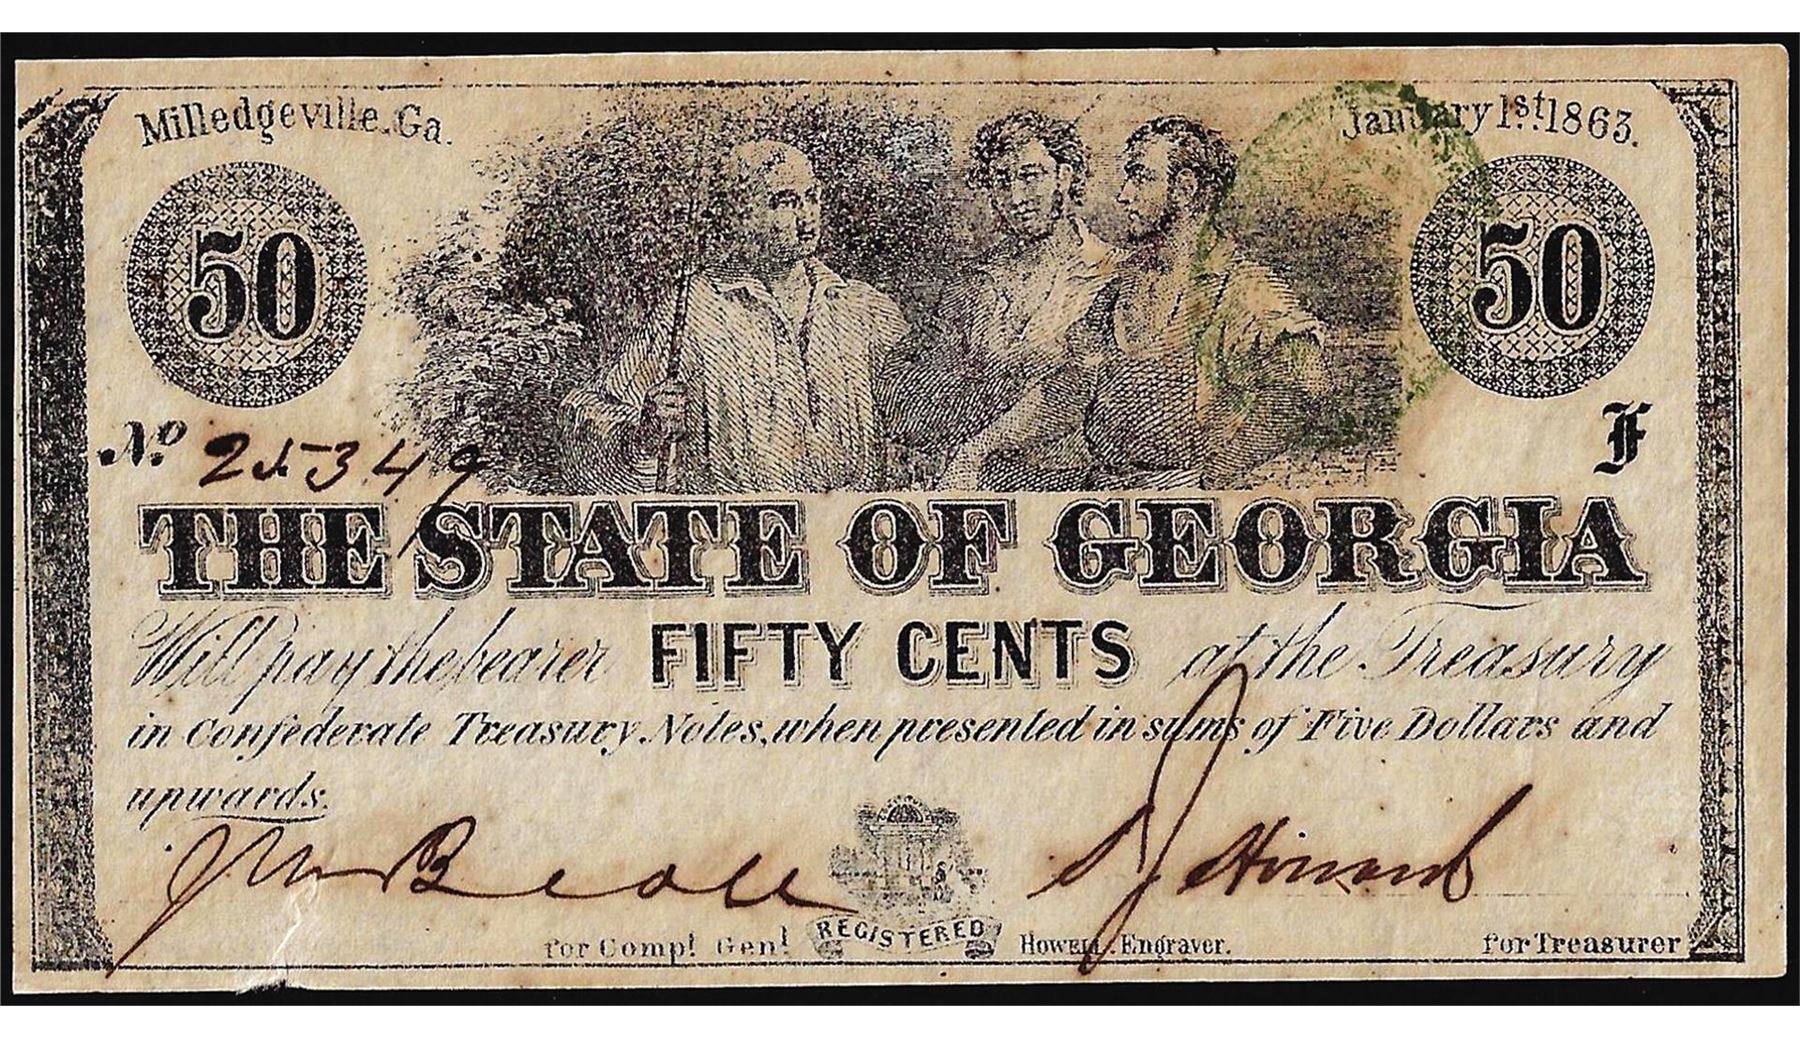 Milledgeville, Ga.
January 1st. 1863.
50
50
No. 25349
F
THE STATE OF GEORGIA
Will pay the bearer FIFTY CENTS at the Treasury
in Confederate Treasury Notes, when presented in sums of Five Dollars and
upwards.
for Compl Genl
REGISTERED
Howell. Engraver.
for Treasurer